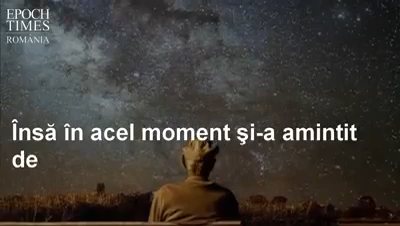 EPOCH
TIMES
ROMÂNIA
Însă în acel moment şi-a amintit
de